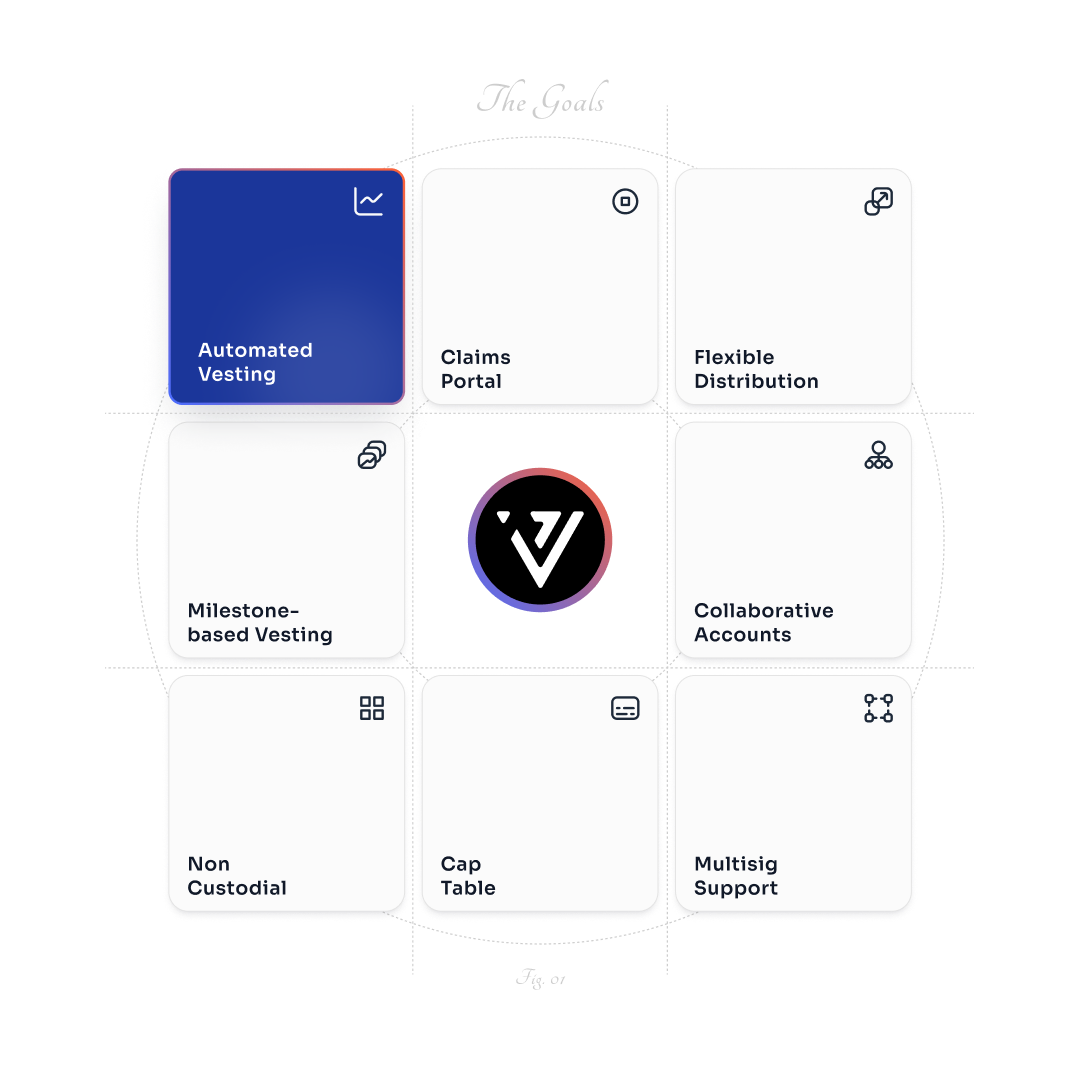 The Goals
Automated
Vesting
Claims
Portal
Flexible
Distribution
Milestone-
based Vesting
Collaborative
Accounts
Non
Custodial
Cap
Table
Multisig
Support
Fig. 01